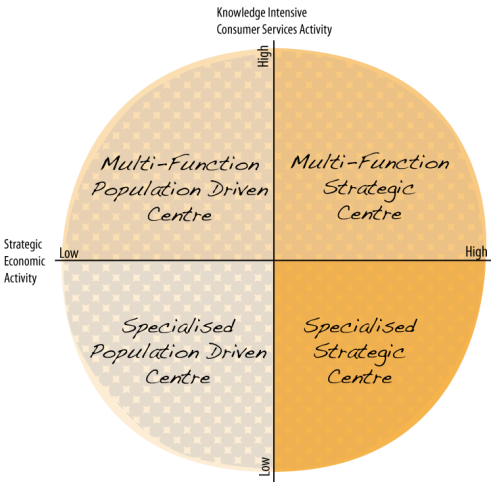 Knowledge Intensive
Consumer Services Activity
High
Multi-Function
Population Driven
Centre
Multi-Function
Strategic
Centre
Strategic
Economic
Activity
Low
High
Specialised
Population Driven
Centre
Specialised
Strategic
Centre
Low